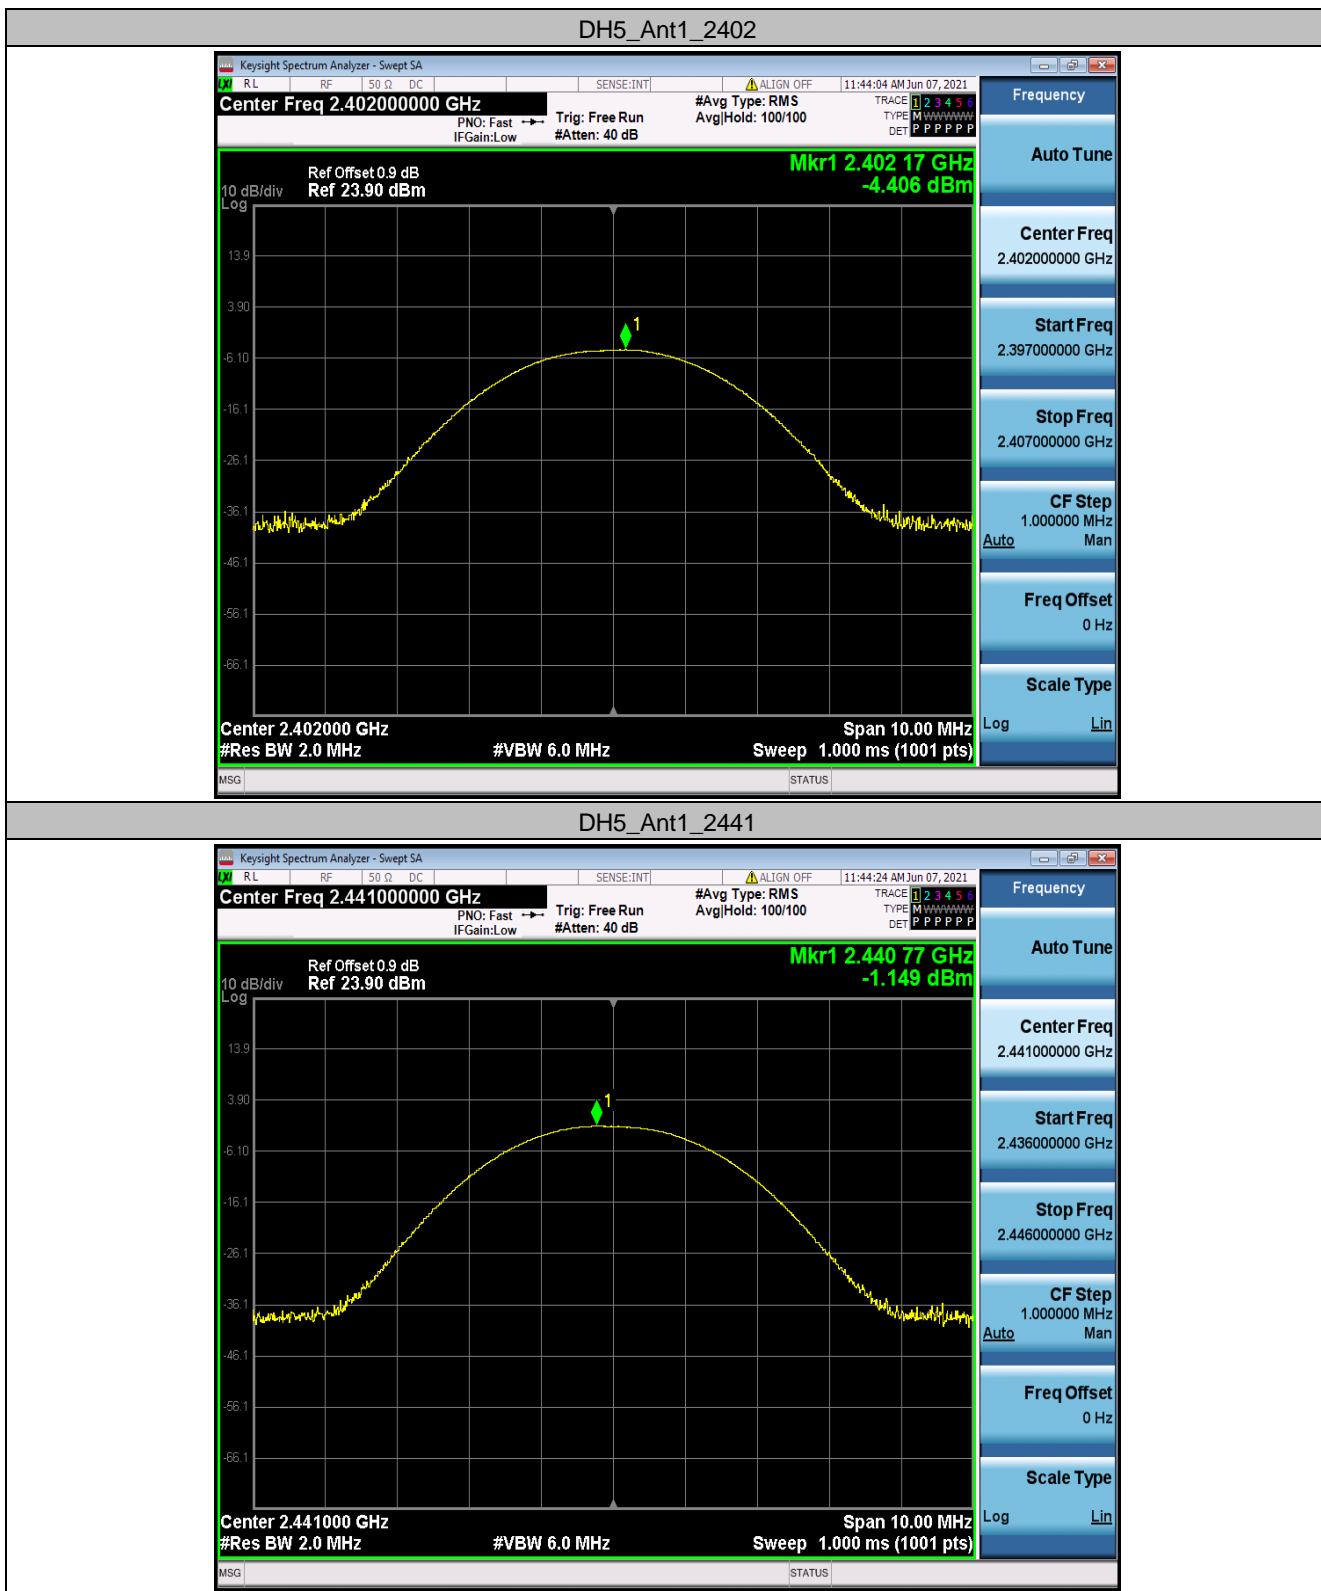 DH5_Ant1_2402
Keysight Spectrum Analyzer - Swept SA
LXI RL RF 50 Ω DC SENSE:INT ALIGN OFF 11:44:04 AM Jun 07, 2021
Center Freq 2.402000000 GHz
PNO: Fast
IFGain:Low
Trig: Free Run
#Atten: 40 dB
#Avg Type: RMS
Avg|Hold: 100/100
TRACE 1 2 3 4 5 6
TYPE M WWWWW
DET P P P P P P
Mkr1 2.402 17 GHz
-4.406 dBm
Ref Offset 0.9 dB
10 dB/div Ref 23.90 dBm
Log
13.9
3.90
-6.10
-16.1
-26.1
-36.1
-46.1
-56.1
-66.1
1
Center 2.402000 GHz Span 10.00 MHz
#Res BW 2.0 MHz #VBW 6.0 MHz Sweep 1.000 ms (1001 pts)
MSG STATUS
Frequency
Auto Tune
Center Freq
2.402000000 GHz
Start Freq
2.397000000 GHz
Stop Freq
2.407000000 GHz
CF Step
1.000000 MHz
Auto Man
Freq Offset
0 Hz
Scale Type
Log Lin
DH5_Ant1_2441
Keysight Spectrum Analyzer - Swept SA
LXI RL RF 50 Ω DC SENSE:INT ALIGN OFF 11:44:24 AM Jun 07, 2021
Center Freq 2.441000000 GHz
PNO: Fast
IFGain:Low
Trig: Free Run
#Atten: 40 dB
#Avg Type: RMS
Avg|Hold: 100/100
TRACE 1 2 3 4 5 6
TYPE M WWWWW
DET P P P P P P
Mkr1 2.440 77 GHz
-1.149 dBm
Ref Offset 0.9 dB
10 dB/div Ref 23.90 dBm
Log
13.9
3.90
-6.10
-16.1
-26.1
-36.1
-46.1
-56.1
-66.1
1
Center 2.441000 GHz Span 10.00 MHz
#Res BW 2.0 MHz #VBW 6.0 MHz Sweep 1.000 ms (1001 pts)
MSG STATUS
Frequency
Auto Tune
Center Freq
2.441000000 GHz
Start Freq
2.436000000 GHz
Stop Freq
2.446000000 GHz
CF Step
1.000000 MHz
Auto Man
Freq Offset
0 Hz
Scale Type
Log Lin